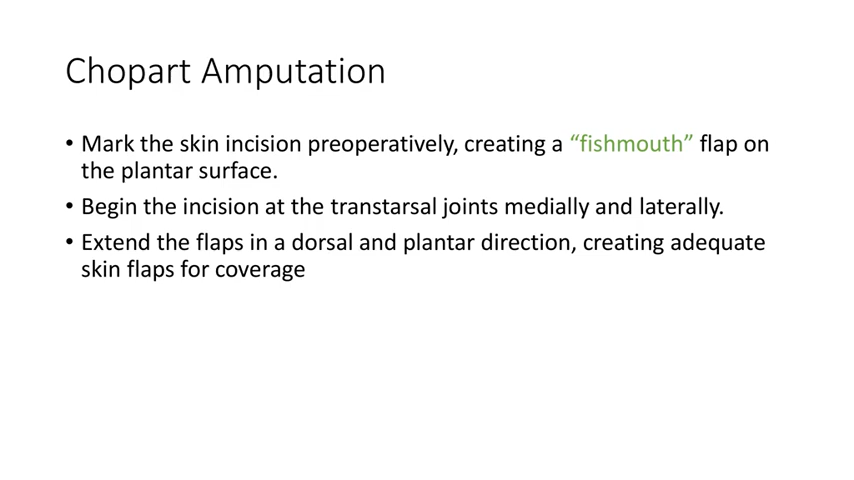 Chopart Amputation
• Mark the skin incision preoperatively, creating a “fishmouth” flap on
the plantar surface.
• Begin the incision at the transtarsal joints medially and laterally.
• Extend the flaps in a dorsal and plantar direction, creating adequate
skin flaps for coverage